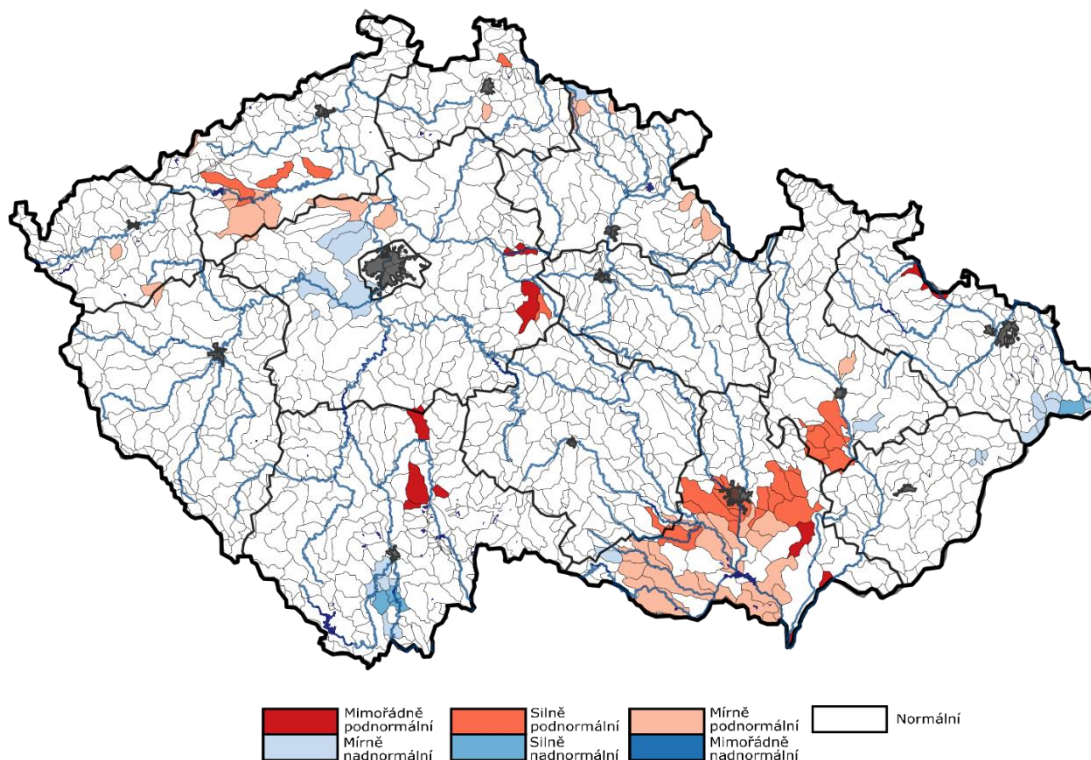 Mimořádně
podnormální
Silně
podnormální
Mírně
podnormální
Normální
Mírně
nadnormální
Silně
nadnormální
Mimořádně
nadnormální